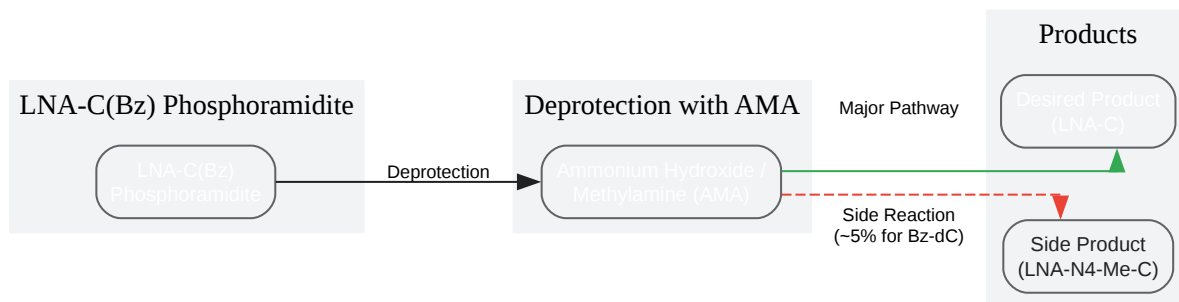 LNA-C(Bz) Phosphoramidite
LNA-C(Bz)
Phosphoramidite
Deprotection
Deprotection with AMA
Ammonium Hydroxide /
Methylamine (AMA)
Major Pathway
Side Reaction
(~5% for Bz-dC)
Products
Desired Product
(LNA-C)
Side Product
(LNA-N4-Me-C)